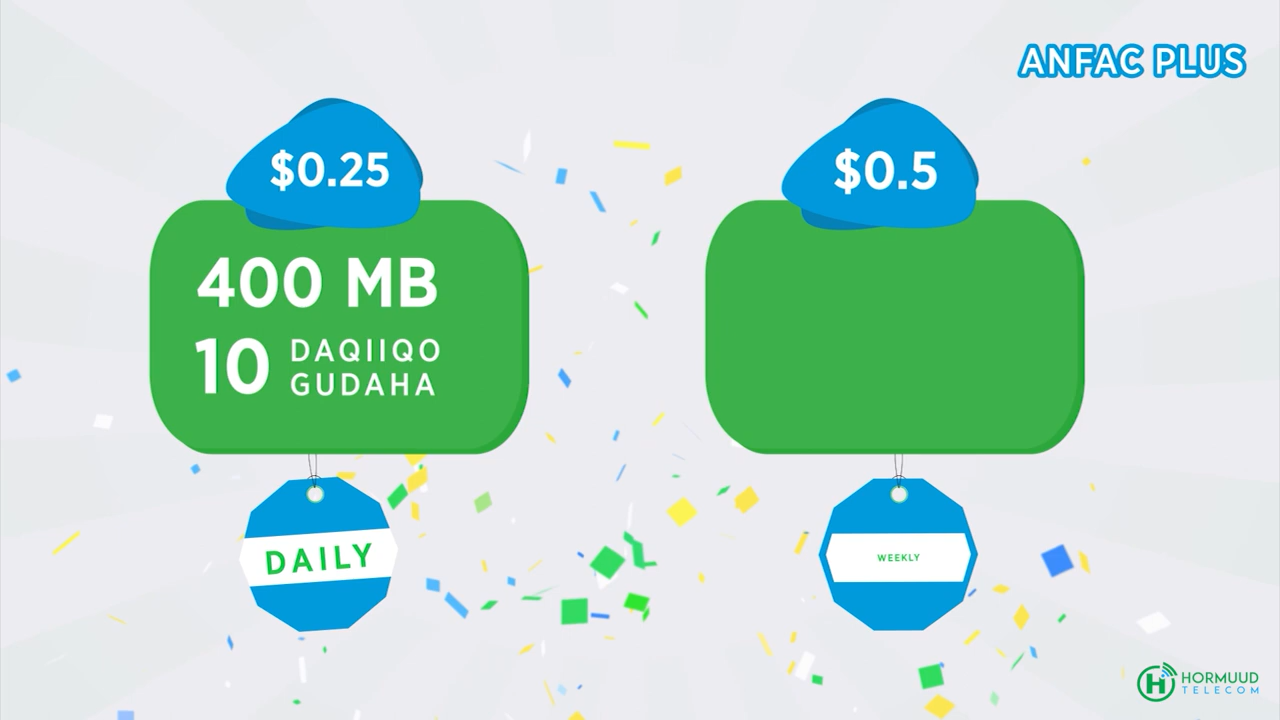 ANFAC PLUS
$0.25
400 MB
10 DAQIIQO
GUDAHA
DAILY
$0.5
WEEKLY
HORMUUD
TELECOM